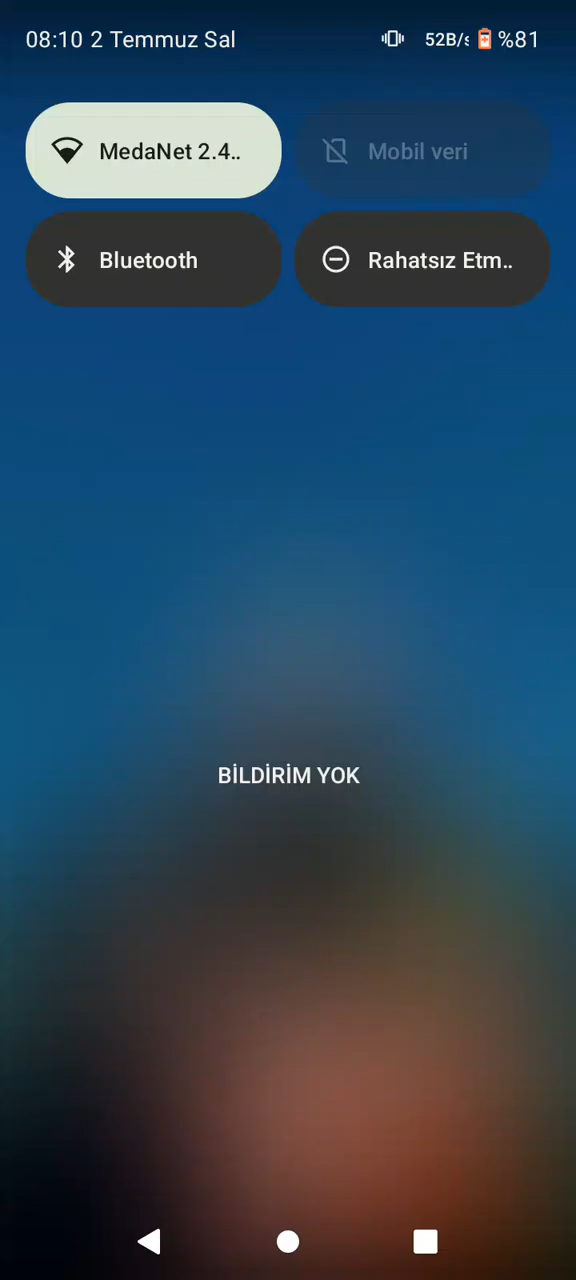 08:10 2 Temmuz Sal 52B/s %81
MedaNet 2.4..
Mobil veri
Bluetooth
Rahatsız Etm..
BİLDİRİM YOK